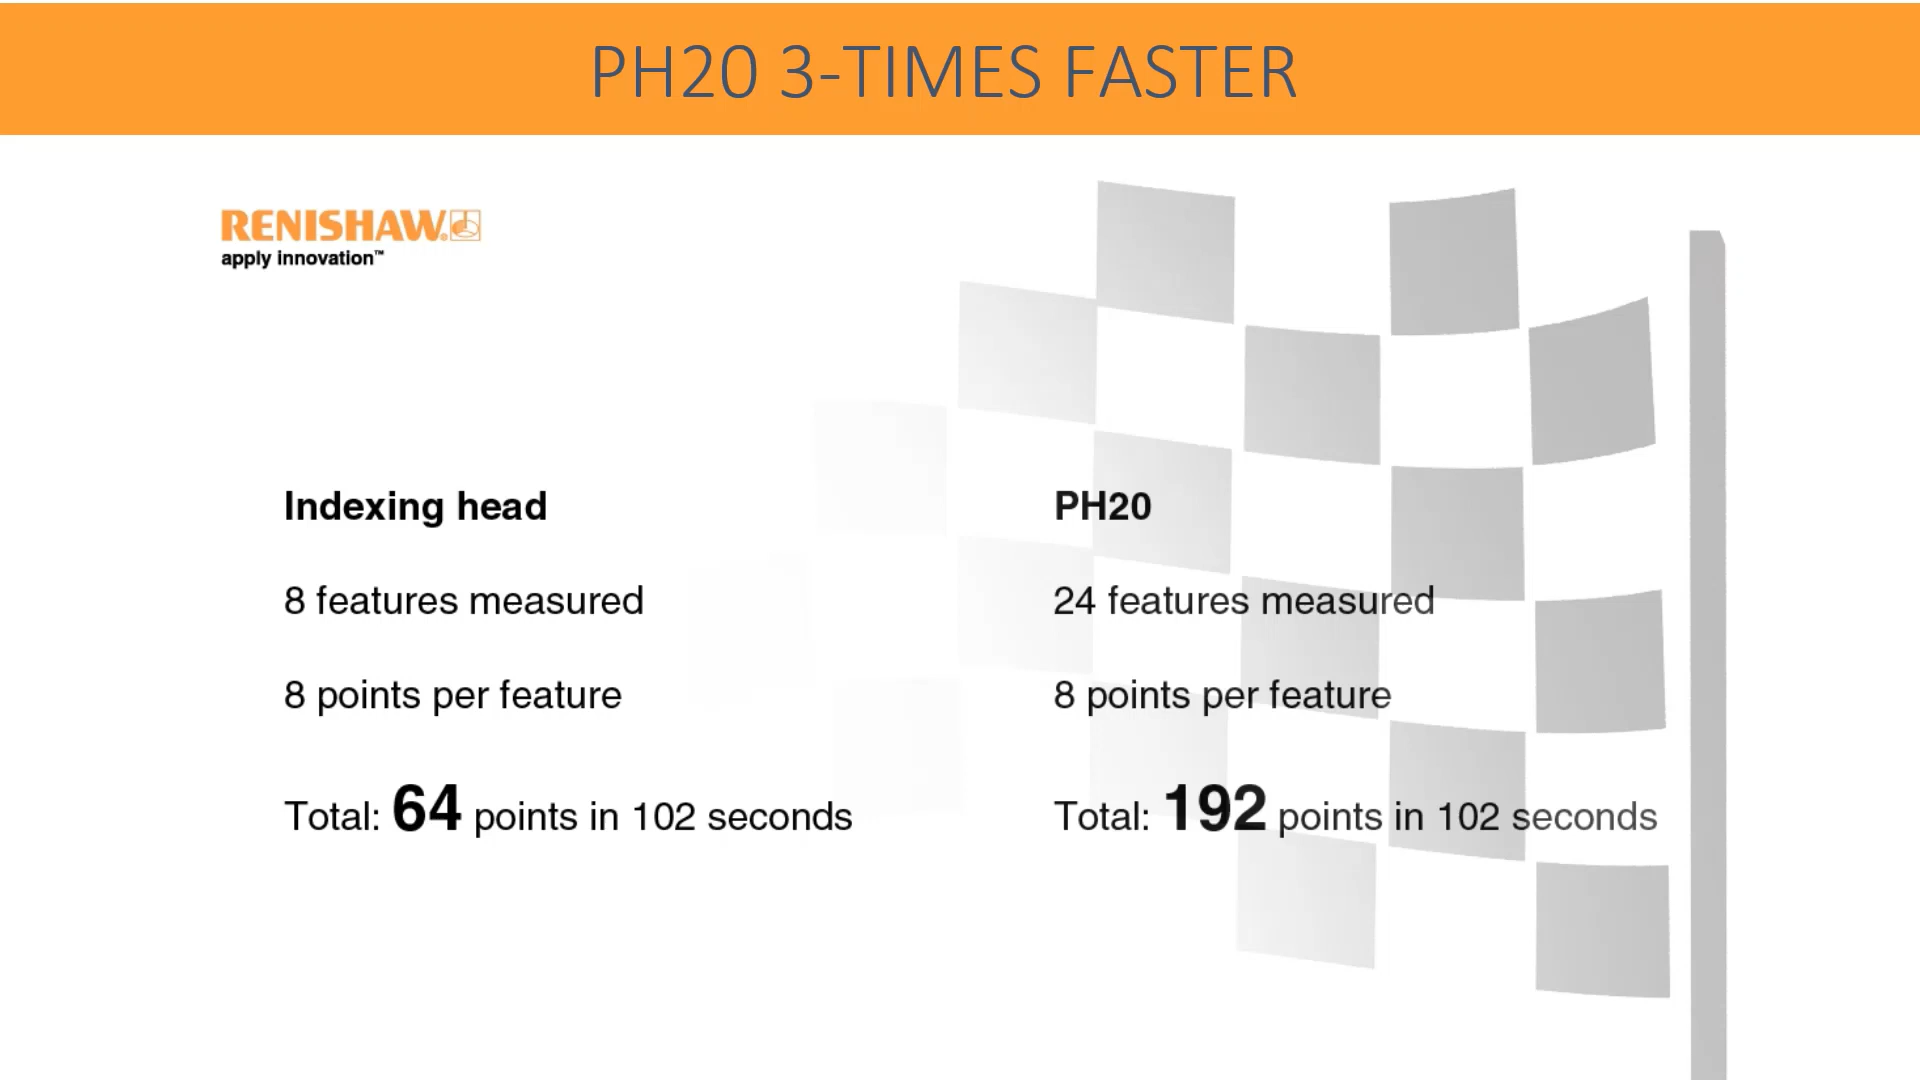 PH20 3-TIMES FASTER
RENISHAW®
apply innovation™
Indexing head
8 features measured
8 points per feature
Total: 64 points in 102 seconds
PH20
24 features measured
8 points per feature
Total: 192 points in 102 seconds